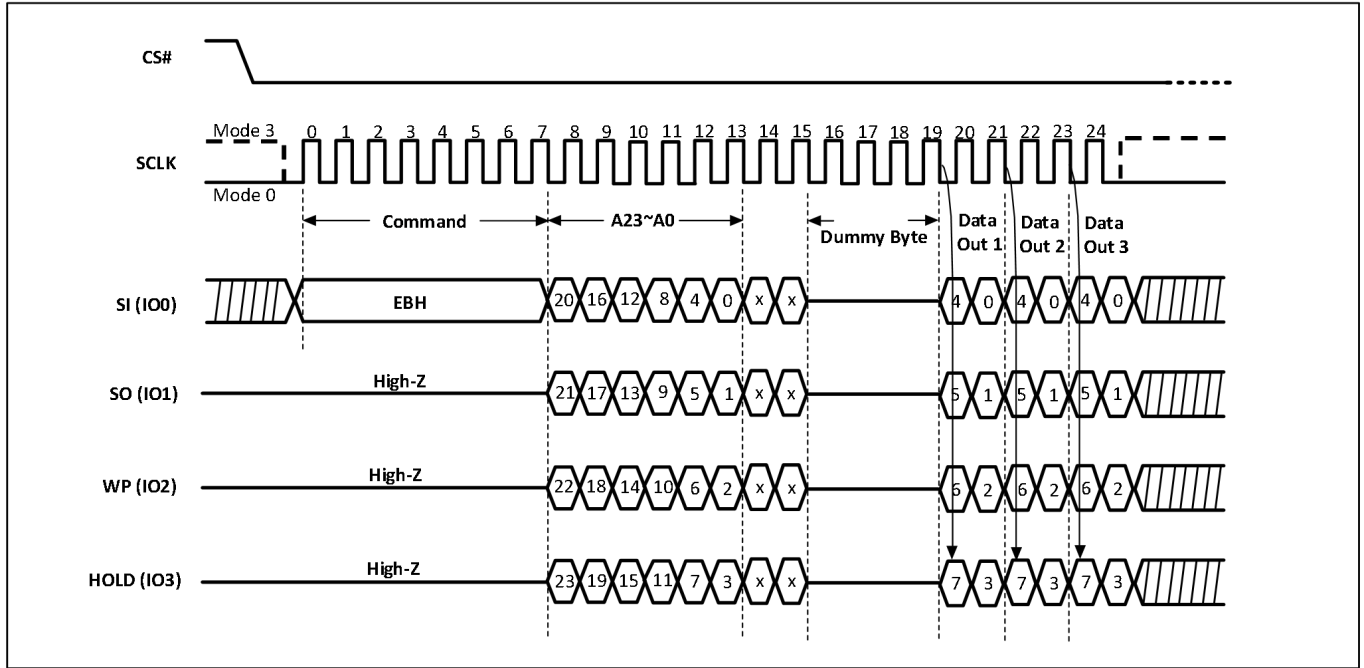 CS#
Mode 3 0 1 2 3 4 5 6 7 8 9 10 11 12 13 14 15 16 17 18 19 20 21 22 23 24
SCLK
Mode 0
Command A23~A0 Dummy Byte Data Out 1 Data Out 2 Data Out 3
SI (IO0) EBH 20 16 12 8 4 0 x x 4 0 4 0 4 0
High-Z
SO (IO1) 21 17 13 9 5 1 x x 5 1 5 1 5 1
High-Z
WP (IO2) 22 18 14 10 6 2 x x 6 2 6 2 6 2
High-Z
HOLD (IO3) 23 19 15 11 7 3 x x 7 3 7 3 7 3